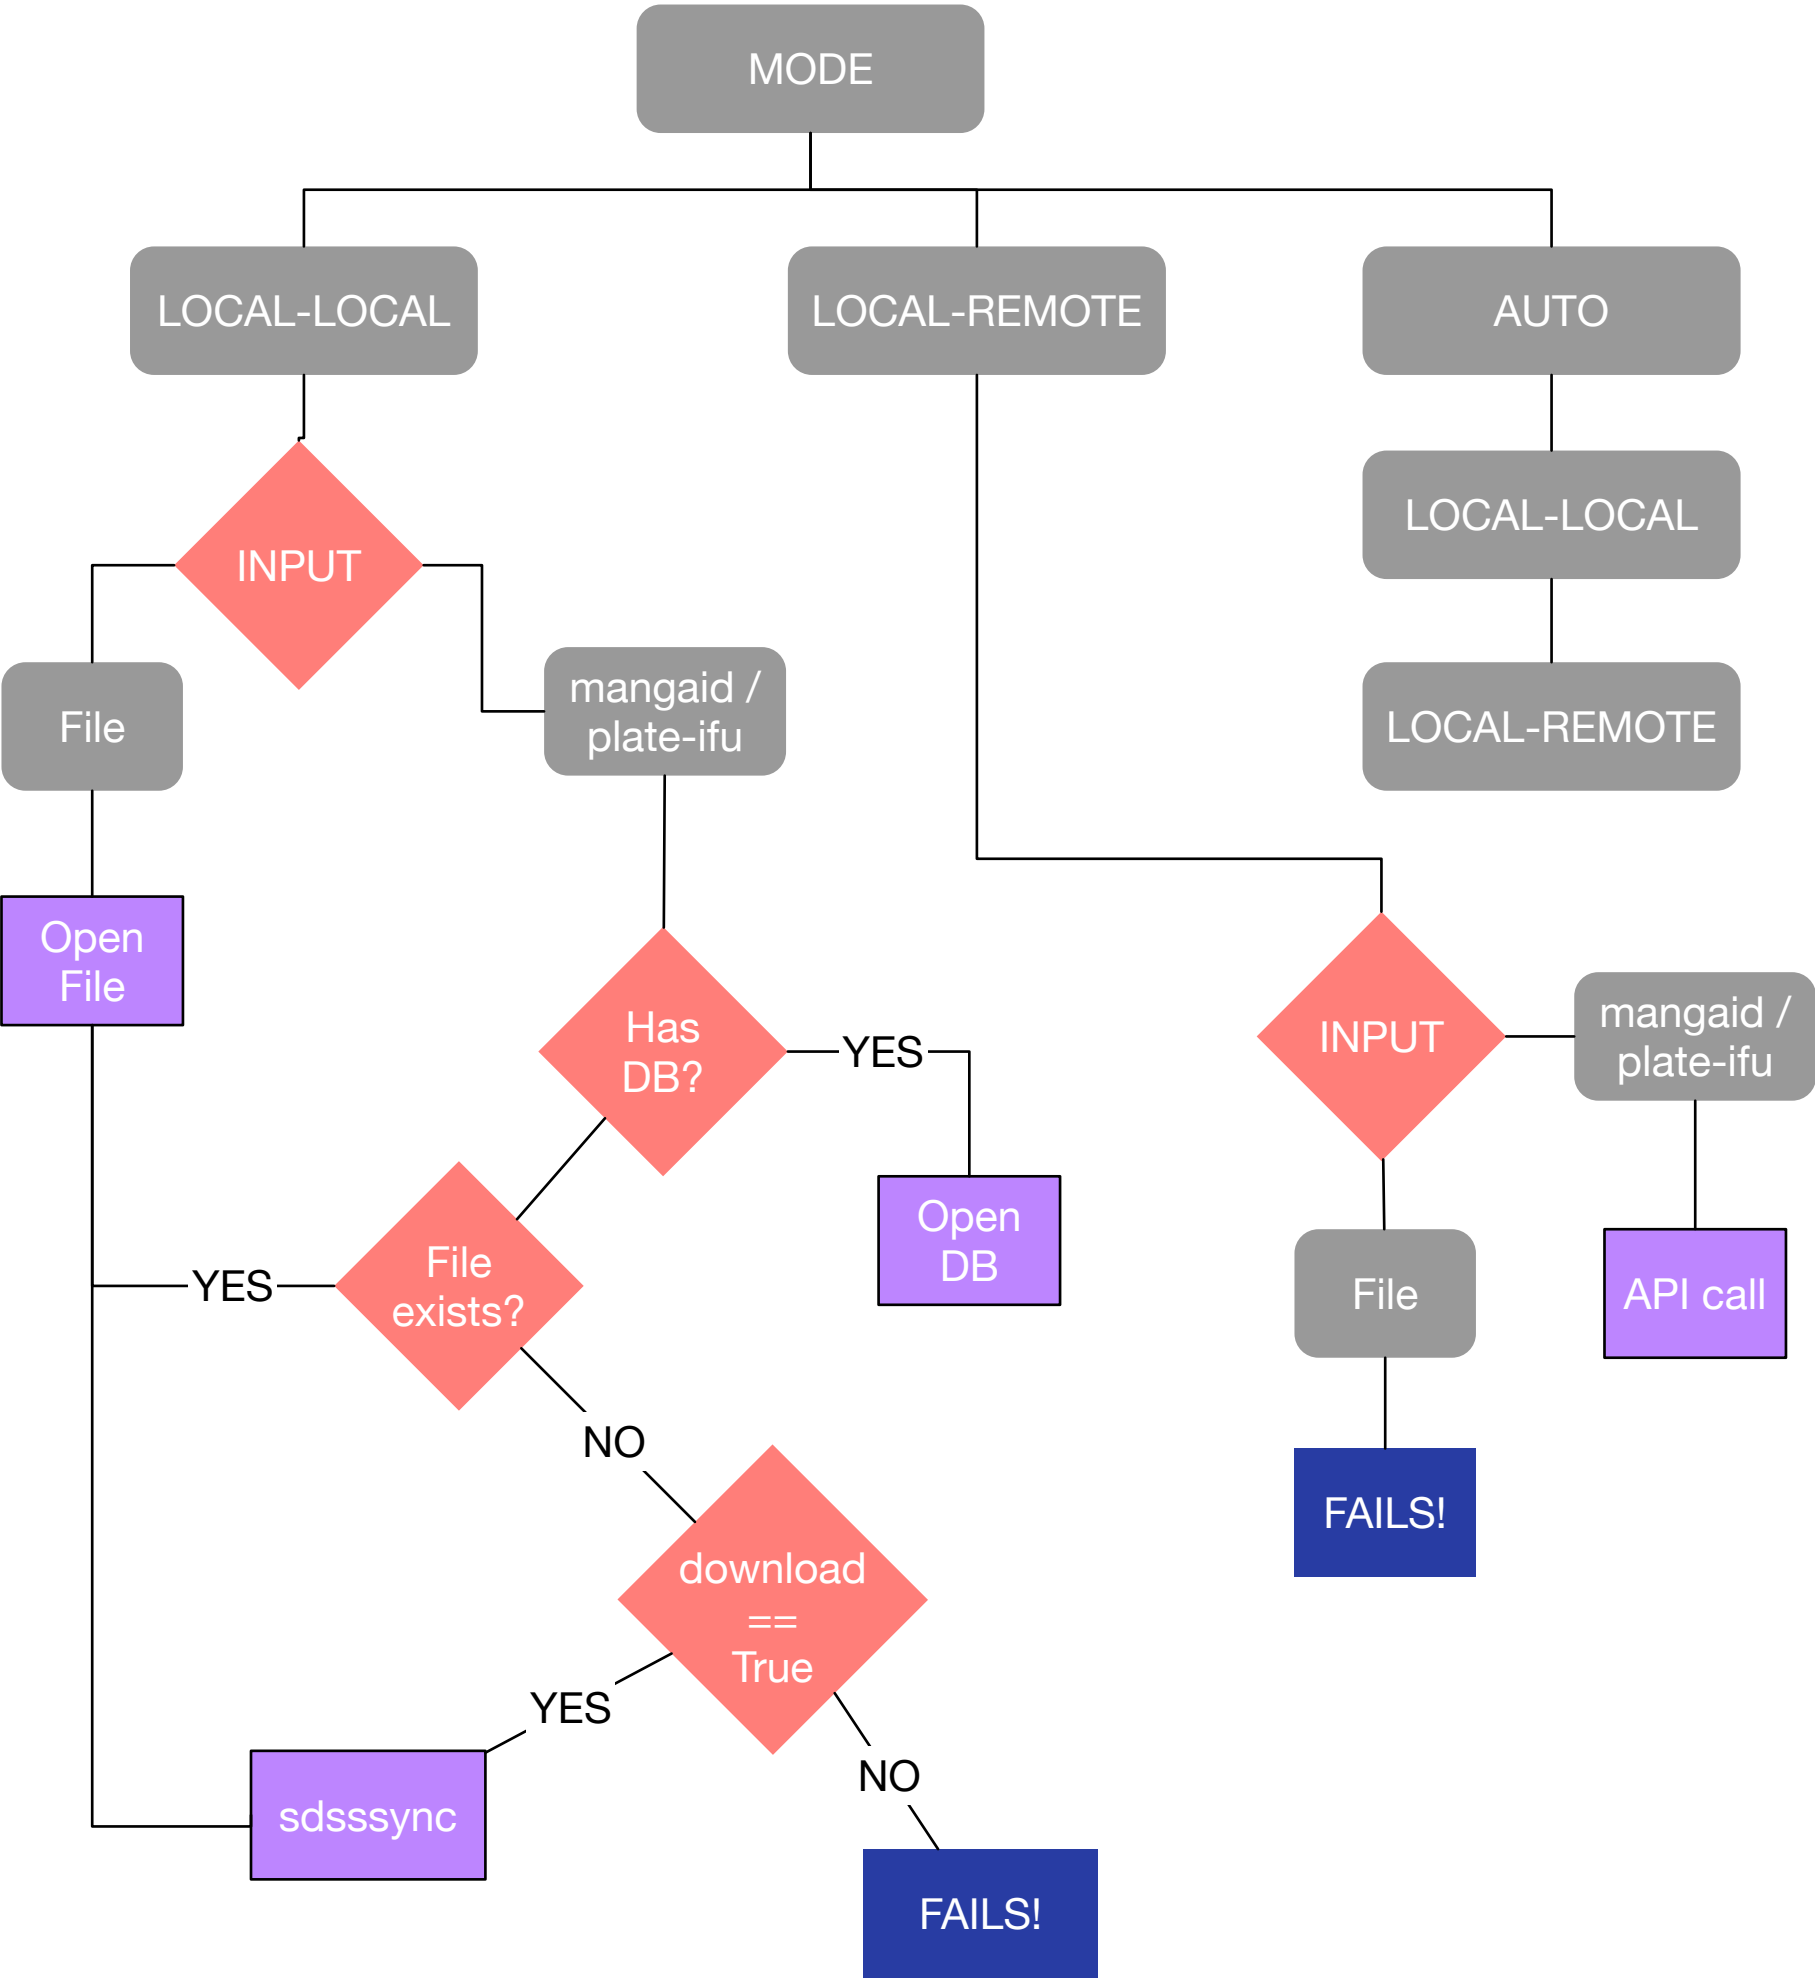 MODE
LOCAL-LOCAL
LOCAL-REMOTE
AUTO
INPUT
LOCAL-LOCAL
File
mangaid /
plate-ifu
LOCAL-REMOTE
Open
File
Has
DB?
YES
INPUT
mangaid /
plate-ifu
Open
DB
File
exists?
YES
File
API call
NO
FAILS!
download
==
True
YES
NO
sdsssync
FAILS!